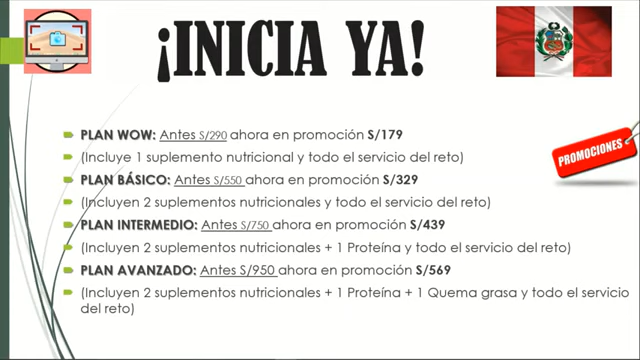 ¡INICIA YA!
PLAN WOW: Antes S/290 ahora en promoción S/179
(Incluye 1 suplemento nutricional y todo el servicio del reto)
PROMOCIONES
PLAN BÁSICO: Antes S/550 ahora en promoción S/329
(Incluyen 2 suplementos nutricionales y todo el servicio del reto)
PLAN INTERMEDIO: Antes S/750 ahora en promoción S/439
(Incluyen 2 suplementos nutricionales + 1 Proteína y todo el servicio del reto)
PLAN AVANZADO: Antes S/950 ahora en promoción S/569
(Incluyen 2 suplementos nutricionales + 1 Proteína + 1 Quema grasa y todo el servicio
del reto)